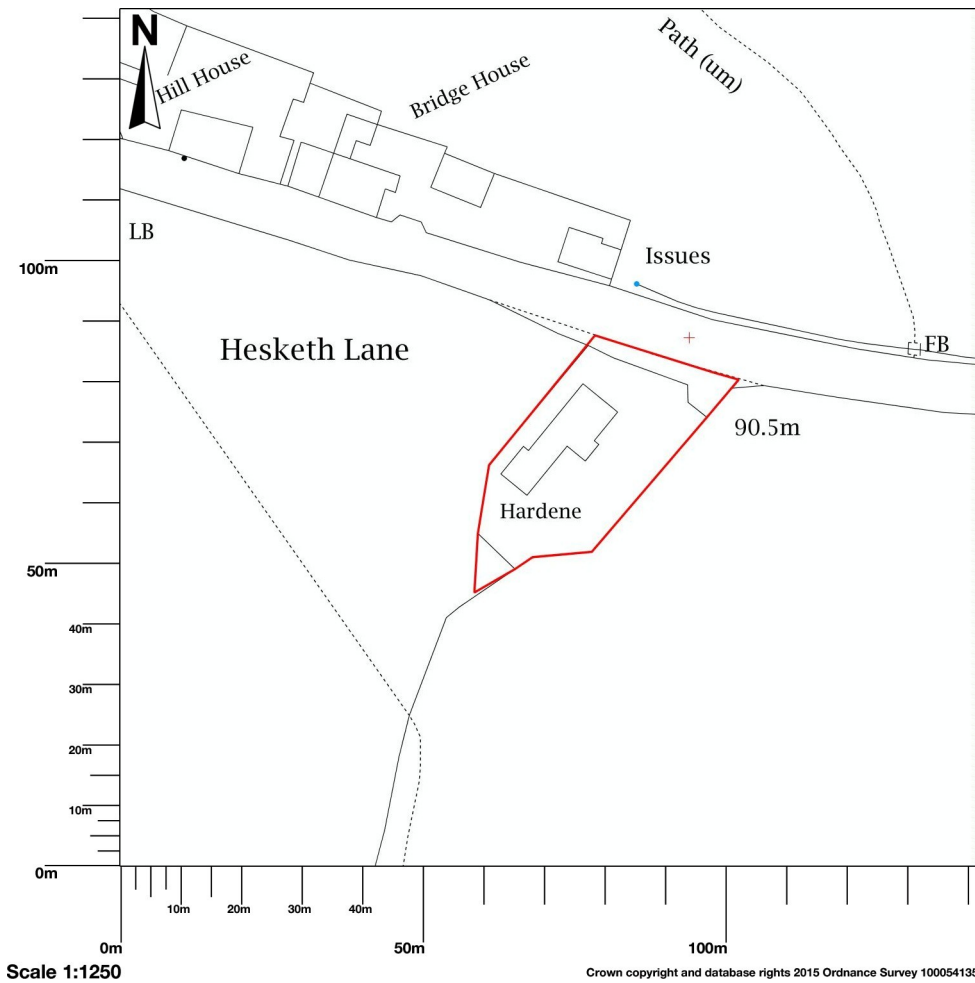 N
Hill House
Bridge House
Path (um)
LB
Issues
100m
Hesketh Lane
FB
90.5m
Hardene
50m
40m
30m
20m
10m
0m
10m
20m
30m
40m
0m
50m
100m
Scale 1:1250
Crown copyright and database rights 2015 Ordnance Survey 100054135